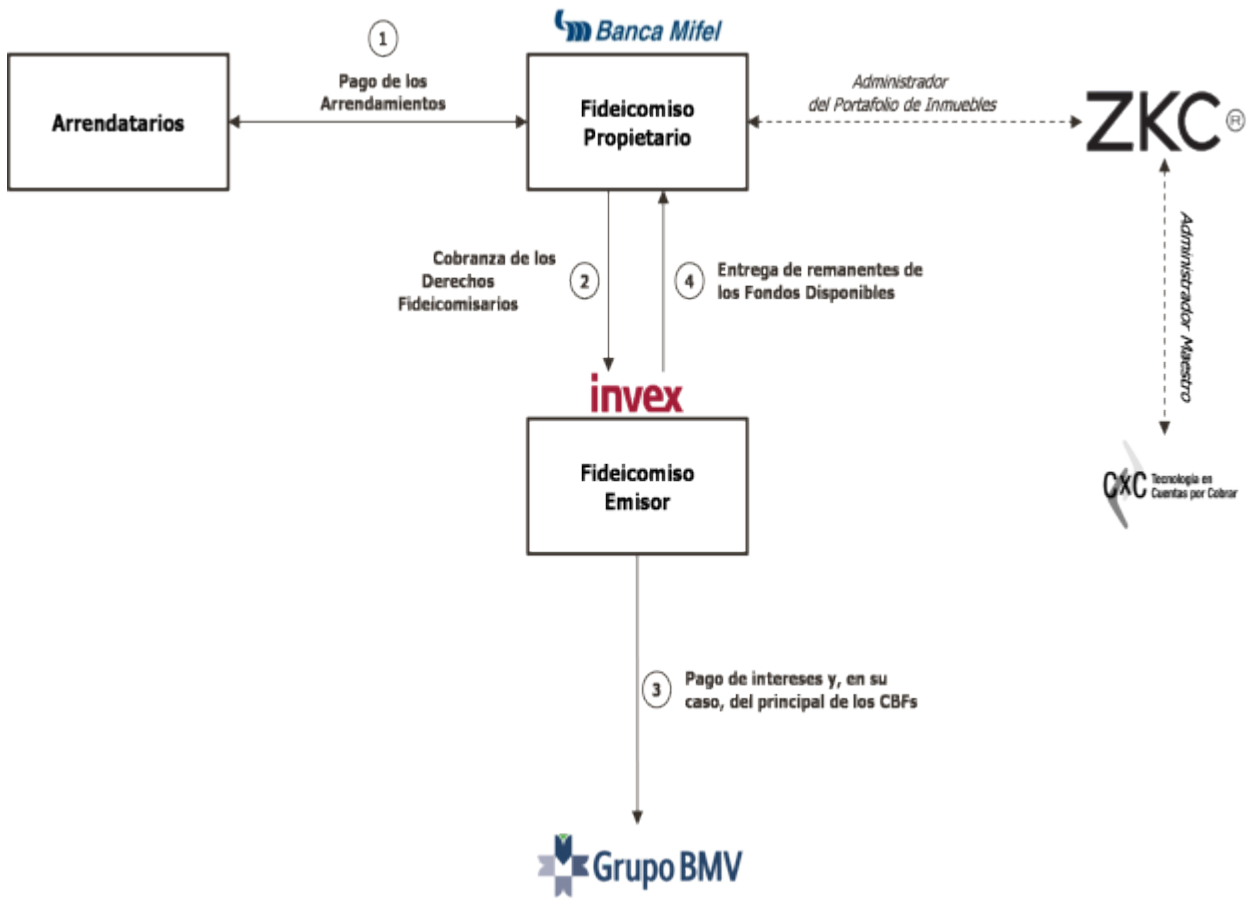 Banca Mifel
1
Pago de los
Arrendamientos
Arrendatarios
Fideicomiso
Propietario
Administrador
del Portafolio de Inmuebles
ZKC®
Cobranza de los
Derechos
Fideicomisarios
2
4
Entrega de remanentes de
los Fondos Disponibles
Administrador Maestro
invex
Fideicomiso
Emisor
CxC Tecnología en
Cuentas por Cobrar
3
Pago de intereses y, en su
caso, del principal de los CBFs
Grupo BMV